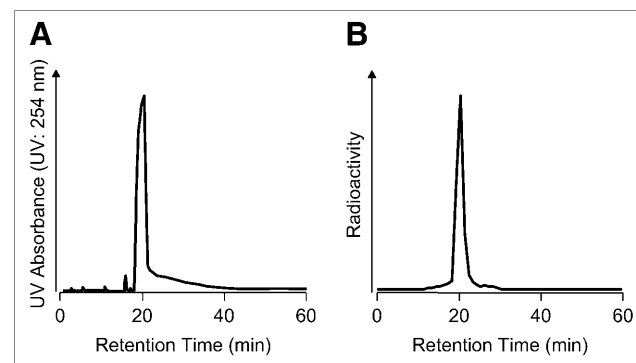 A
B
UV Absorbance (UV: 254 nm)
Radioactivity
0 20 40 60
0 20 40 60
Retention Time (min)
Retention Time (min)